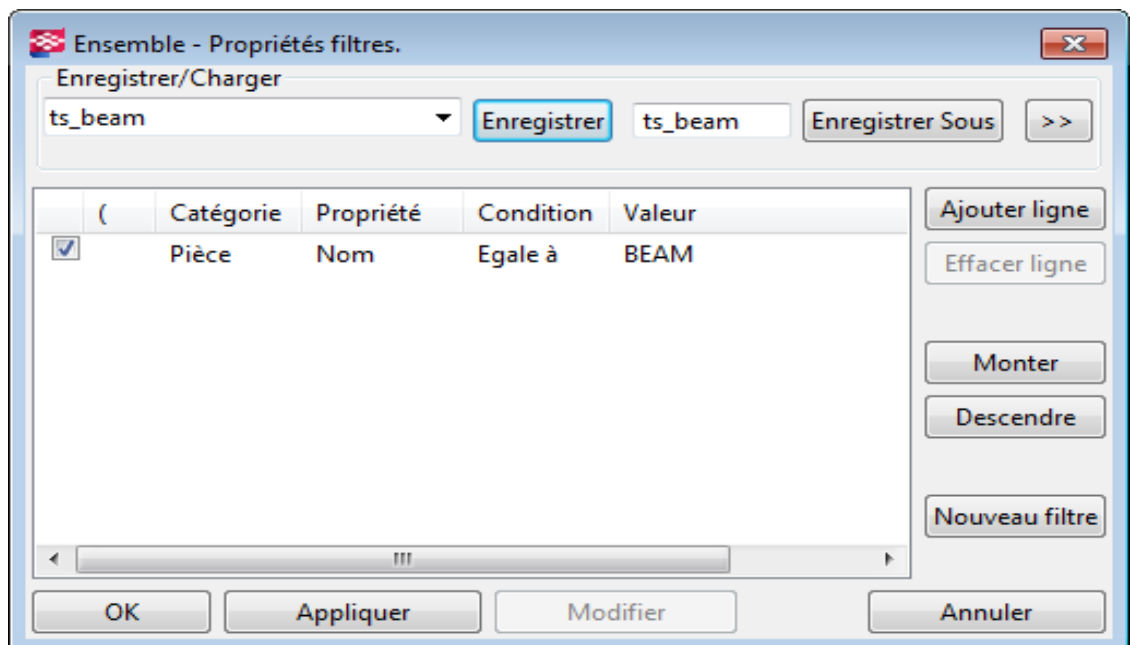 Ensemble - Propriétés filtres.
Enregistrer/Charger
ts_beam Enregistrer ts_beam Enregistrer Sous >>
( Catégorie Propriété Condition Valeur
Pièce Nom Egale à BEAM
Ajouter ligne
Effacer ligne
Monter
Descendre
Nouveau filtre
OK Appliquer Modifier Annuler